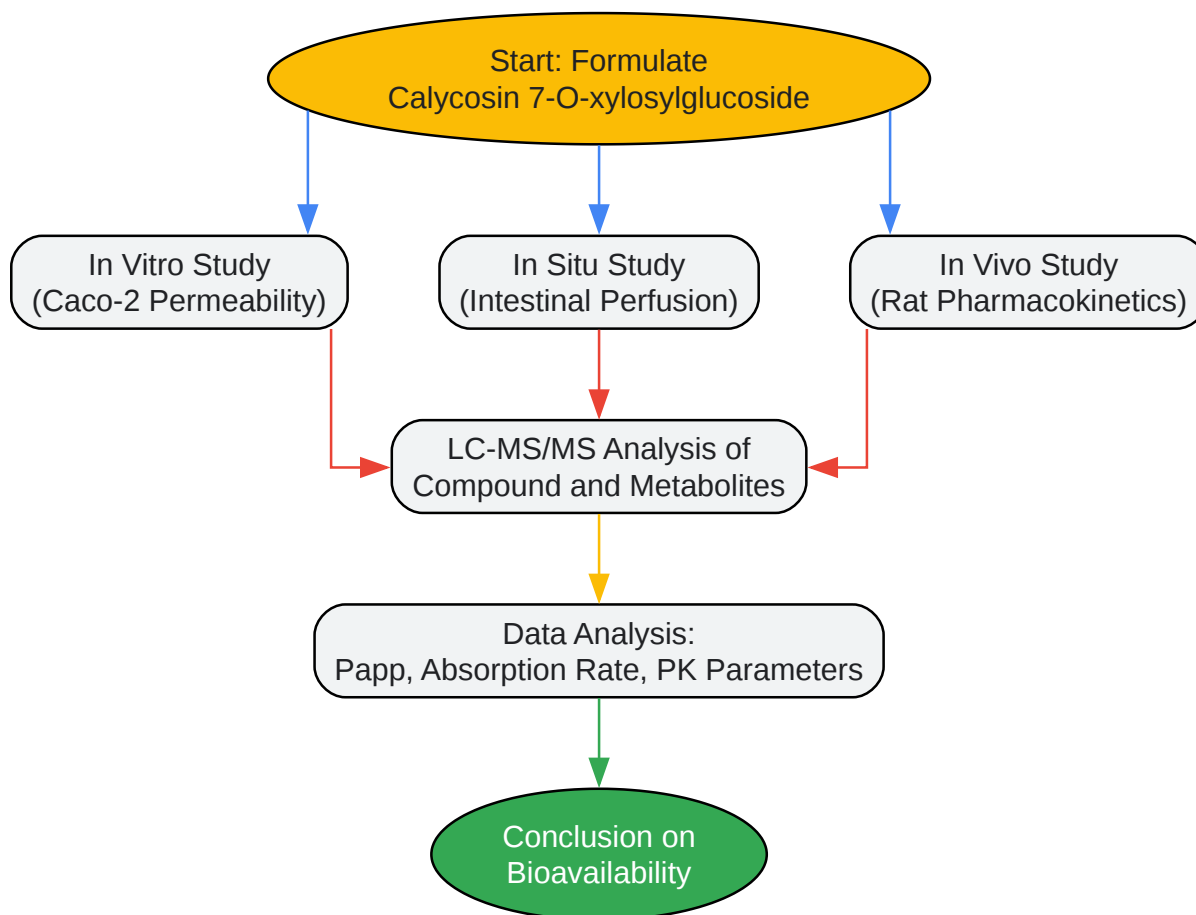 Start: Formulate
Calycosin 7-O-xylosylglucoside
In Vitro Study
(Caco-2 Permeability)
In Situ Study
(Intestinal Perfusion)
In Vivo Study
(Rat Pharmacokinetics)
LC-MS/MS Analysis of
Compound and Metabolites
Data Analysis:
Papp, Absorption Rate, PK Parameters
Conclusion on
Bioavailability